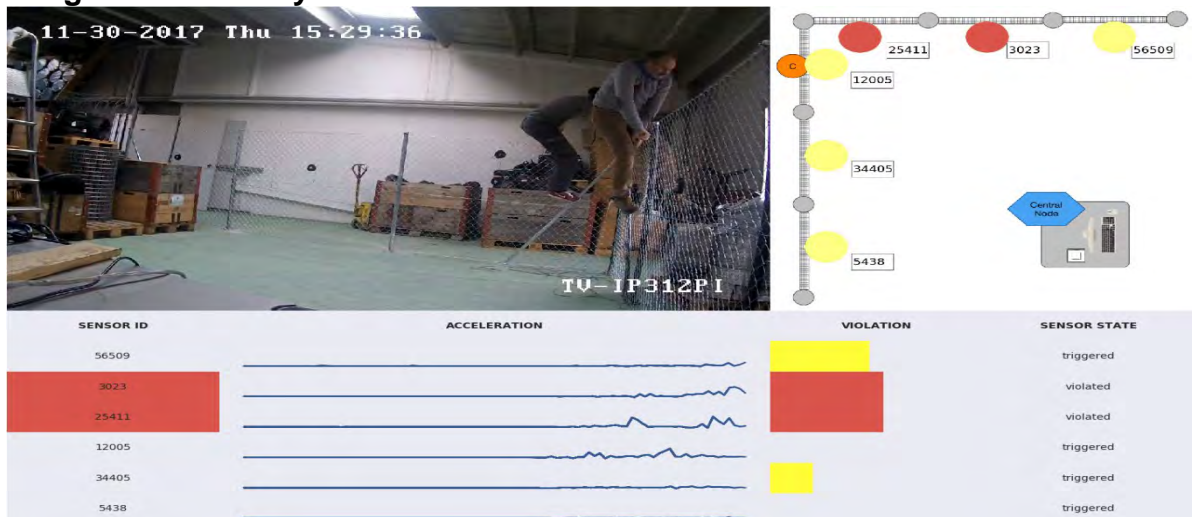 11-30-2017 Thu 15:29:36
TV-IP312PI
25411
3023
56509
C
12005
34405
5438
Central
Node
SENSOR ID ACCELERATION VIOLATION SENSOR STATE
56509 triggered
3023 violated
25411 violated
12005 triggered
34405 triggered
5438 triggered